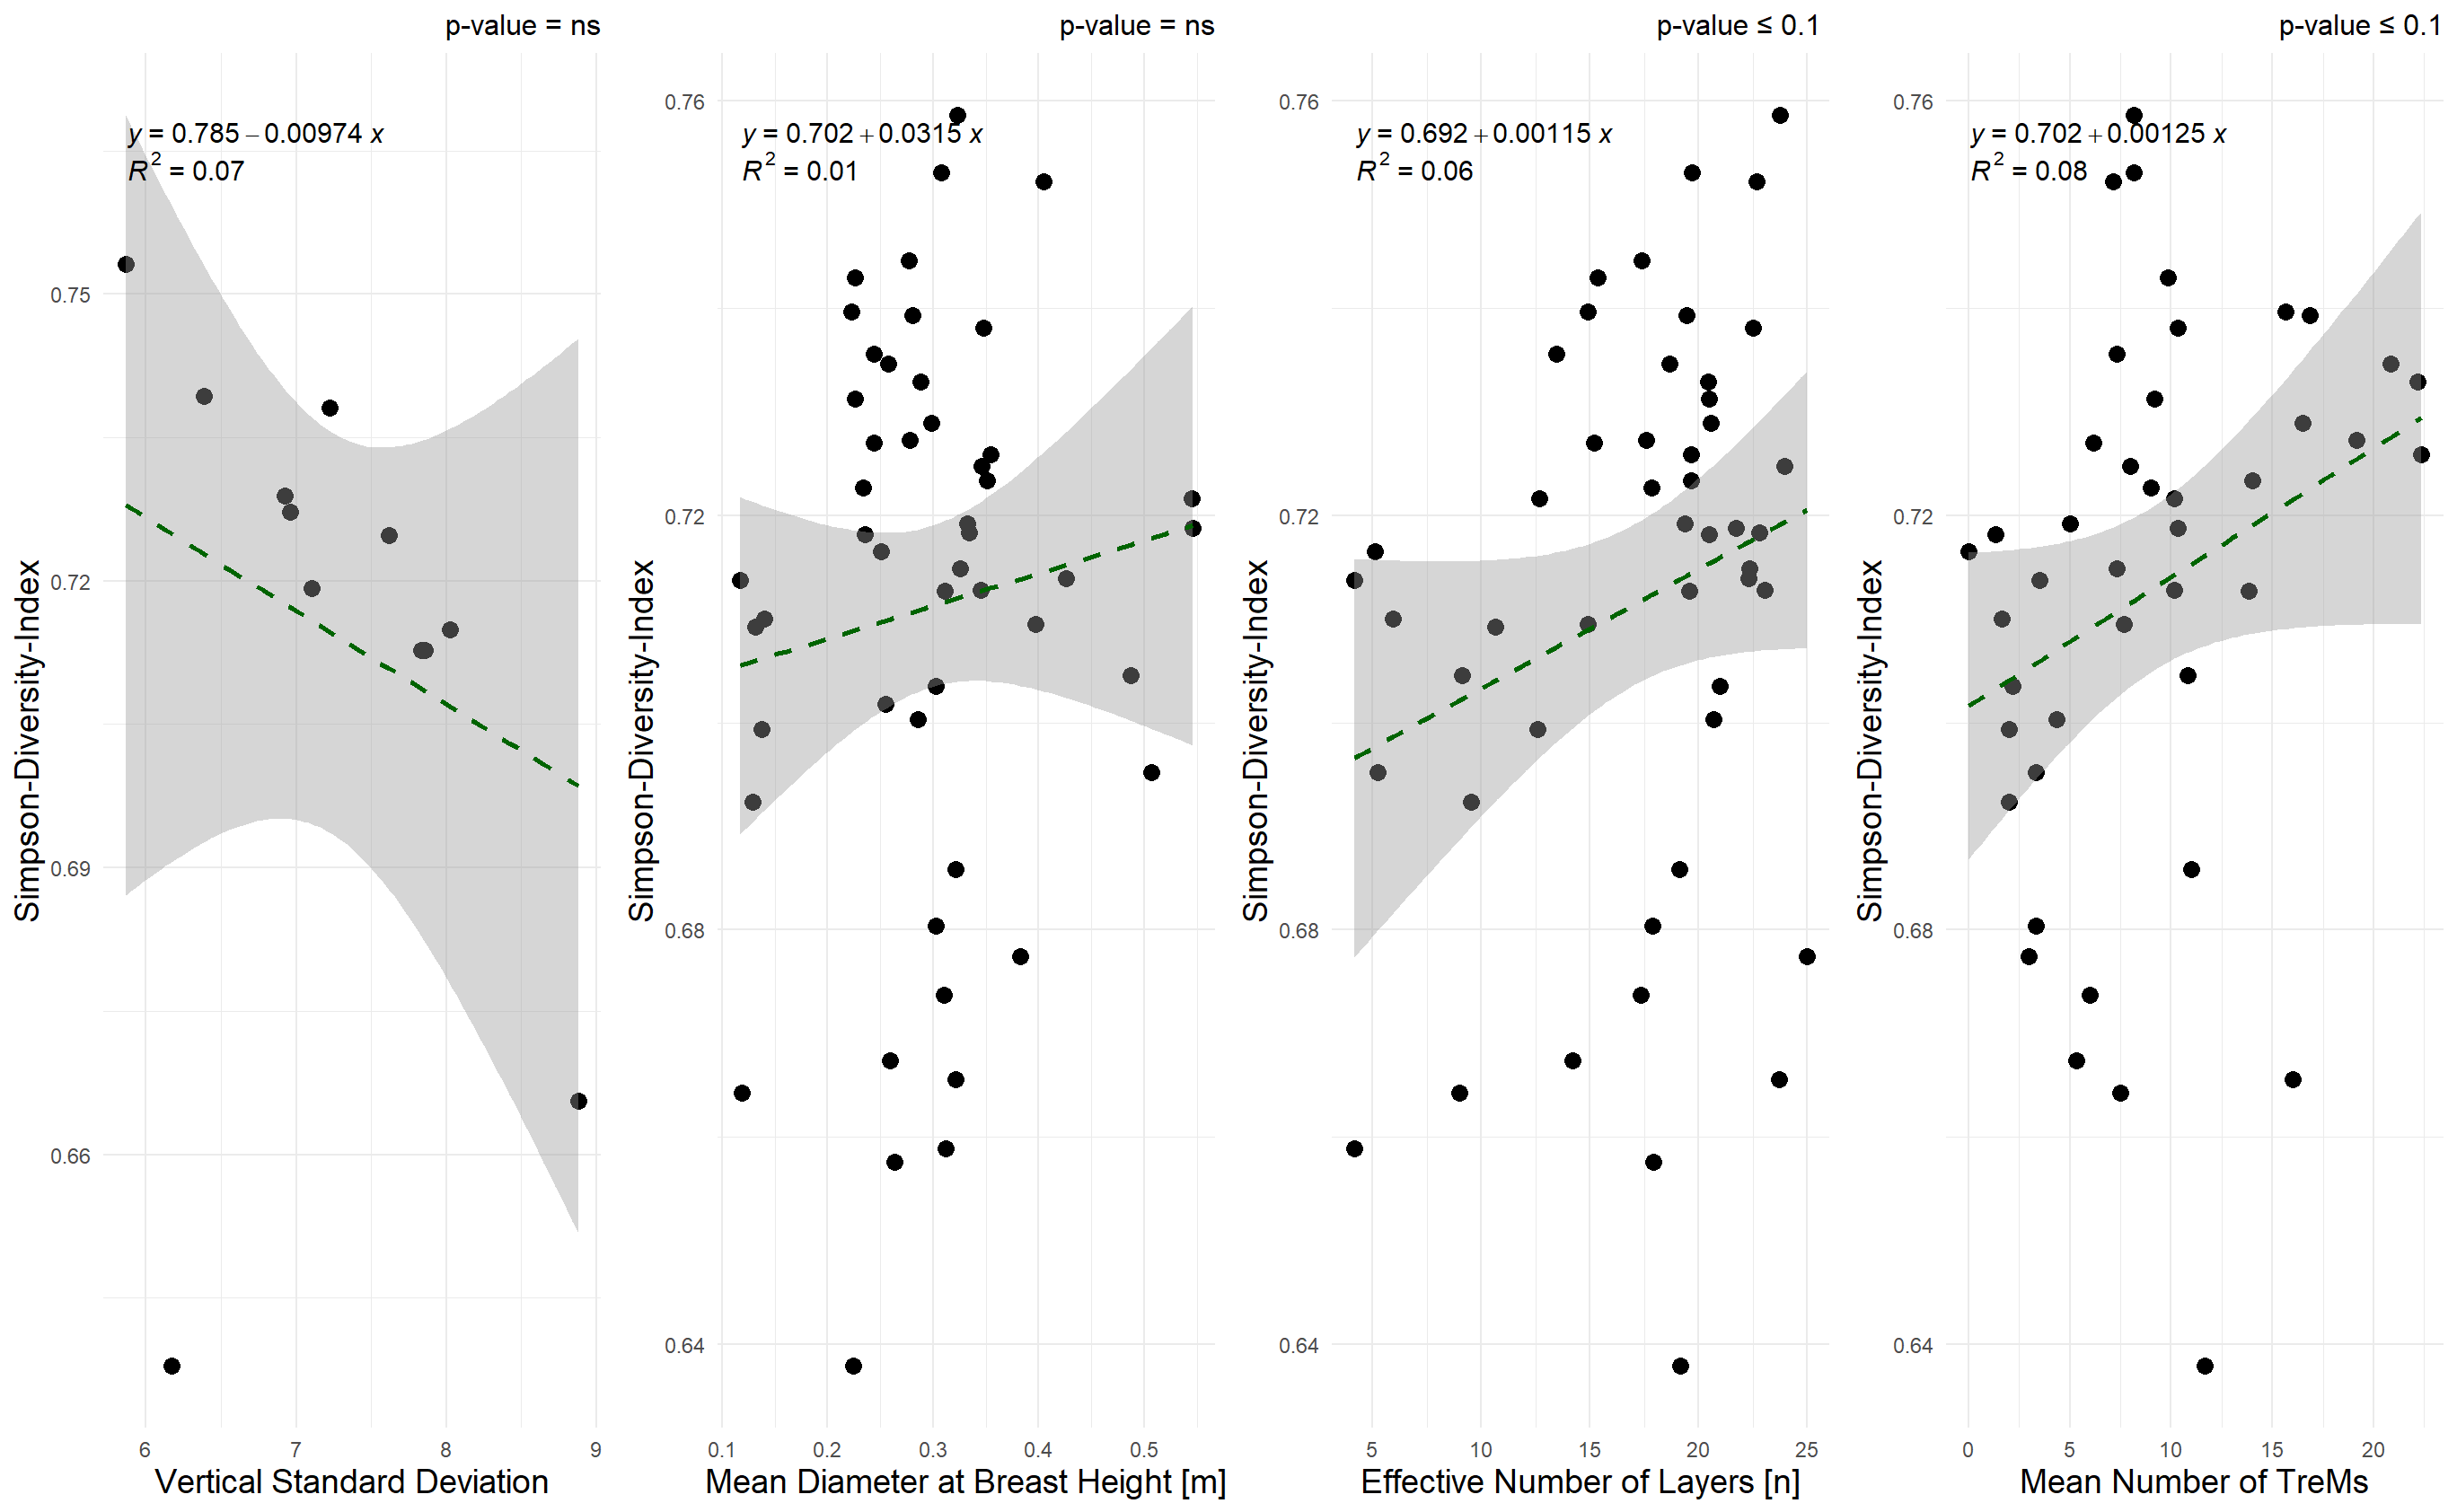 p-value = ns
y = 0.785 − 0.00974 x
R² = 0.07
0.75
0.72
0.69
0.66
Simpson-Diversity-Index
6 7 8 9
Vertical Standard Deviation
p-value = ns
0.76
y = 0.702 + 0.0315 x
R² = 0.01
0.72
0.68
0.64
Simpson-Diversity-Index
0.1 0.2 0.3 0.4 0.5
Mean Diameter at Breast Height [m]
p-value ≤ 0.1
0.76
y = 0.692 + 0.00115 x
R² = 0.06
0.72
0.68
0.64
Simpson-Diversity-Index
5 10 15 20 25
Effective Number of Layers [n]
p-value ≤ 0.1
0.76
y = 0.702 + 0.00125 x
R² = 0.08
0.72
0.68
0.64
Simpson-Diversity-Index
0 5 10 15 20
Mean Number of TreMs